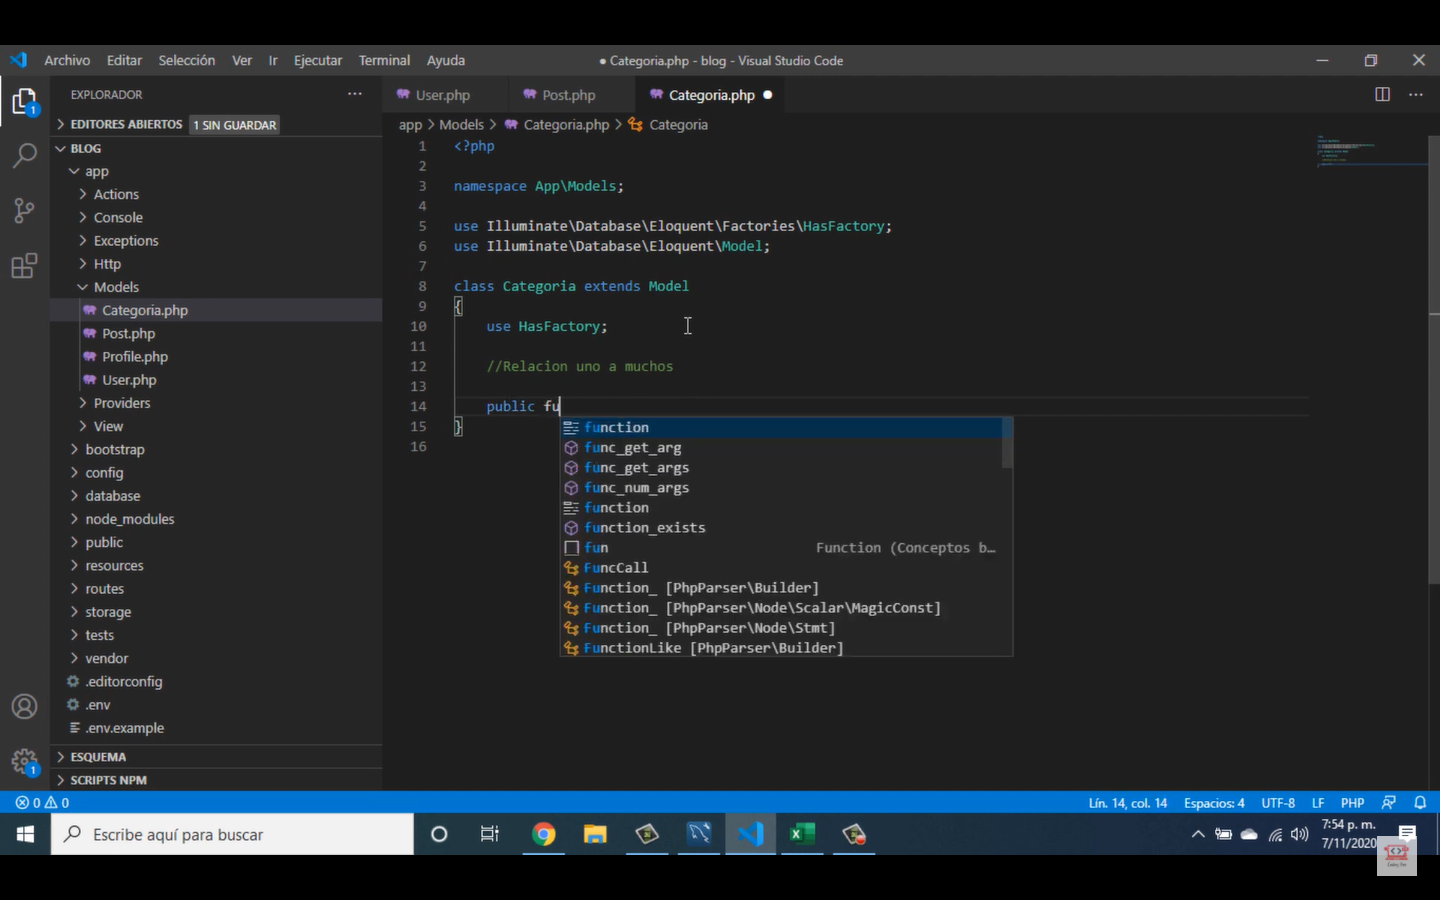 Archivo Editar Selección Ver Ir Ejecutar Terminal Ayuda
● Categoria.php - blog - Visual Studio Code
EXPLORADOR
EDITORES ABIERTOS 1 SIN GUARDAR
BLOG
app
Actions
Console
Exceptions
Http
Models
Categoria.php
Post.php
Profile.php
User.php
Providers
View
bootstrap
config
database
node_modules
public
resources
routes
storage
tests
vendor
.editorconfig
.env
.env.example
ESQUEMA
SCRIPTS NPM
1
1
User.php Post.php Categoria.php
app > Models > Categoria.php > Categoria
1 <?php
2
3 namespace App\Models;
4
5 use Illuminate\Database\Eloquent\Factories\HasFactory;
6 use Illuminate\Database\Eloquent\Model;
7
8 class Categoria extends Model
9 {
10 use HasFactory;
11
12 //Relacion uno a muchos
13
14 public fu
15 }
16
function
func_get_arg
func_get_args
func_num_args
function
function_exists
fun Function (Conceptos b…
FuncCall
Function_ [PhpParser\Builder]
Function_ [PhpParser\Node\Scalar\MagicConst]
Function_ [PhpParser\Node\Stmt]
FunctionLike [PhpParser\Builder]
0 0 Lín. 14, col. 14 Espacios: 4 UTF-8 LF PHP
Escribe aquí para buscar
7:54 p. m.
7/11/2020